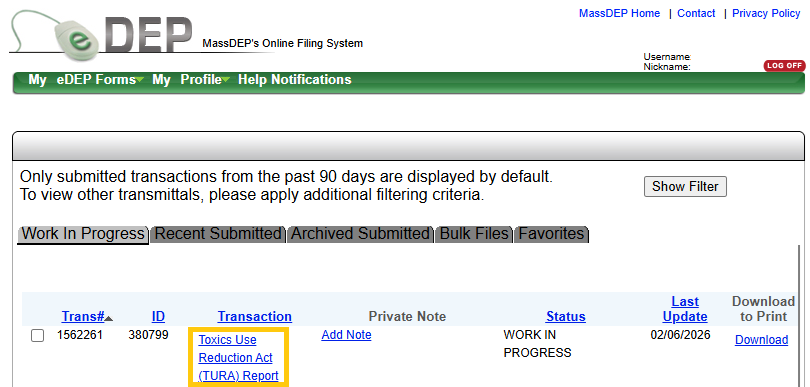 MassDEP Home | Contact | Privacy Policy
eDEP MassDEP's Online Filing System
Username:
Nickname:
LOG OFF
My eDEP Forms My Profile Help Notifications
Only submitted transactions from the past 90 days are displayed by default.
To view other transmittals, please apply additional filtering criteria.
Show Filter
Work In Progress Recent Submitted Archived Submitted Bulk Files Favorites
Trans# ID Transaction Private Note Status Last Update Download to Print
1562261 380799 Toxics Use Reduction Act (TURA) Report Add Note WORK IN PROGRESS 02/06/2026 Download